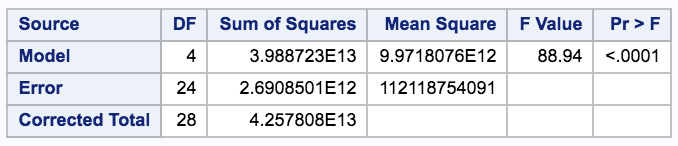 Source DF Sum of Squares Mean Square F Value Pr > F
Model 4 3.988723E13 9.9718076E12 88.94 <.0001
Error 24 2.6908501E12 112118754091
Corrected Total 28 4.257808E13